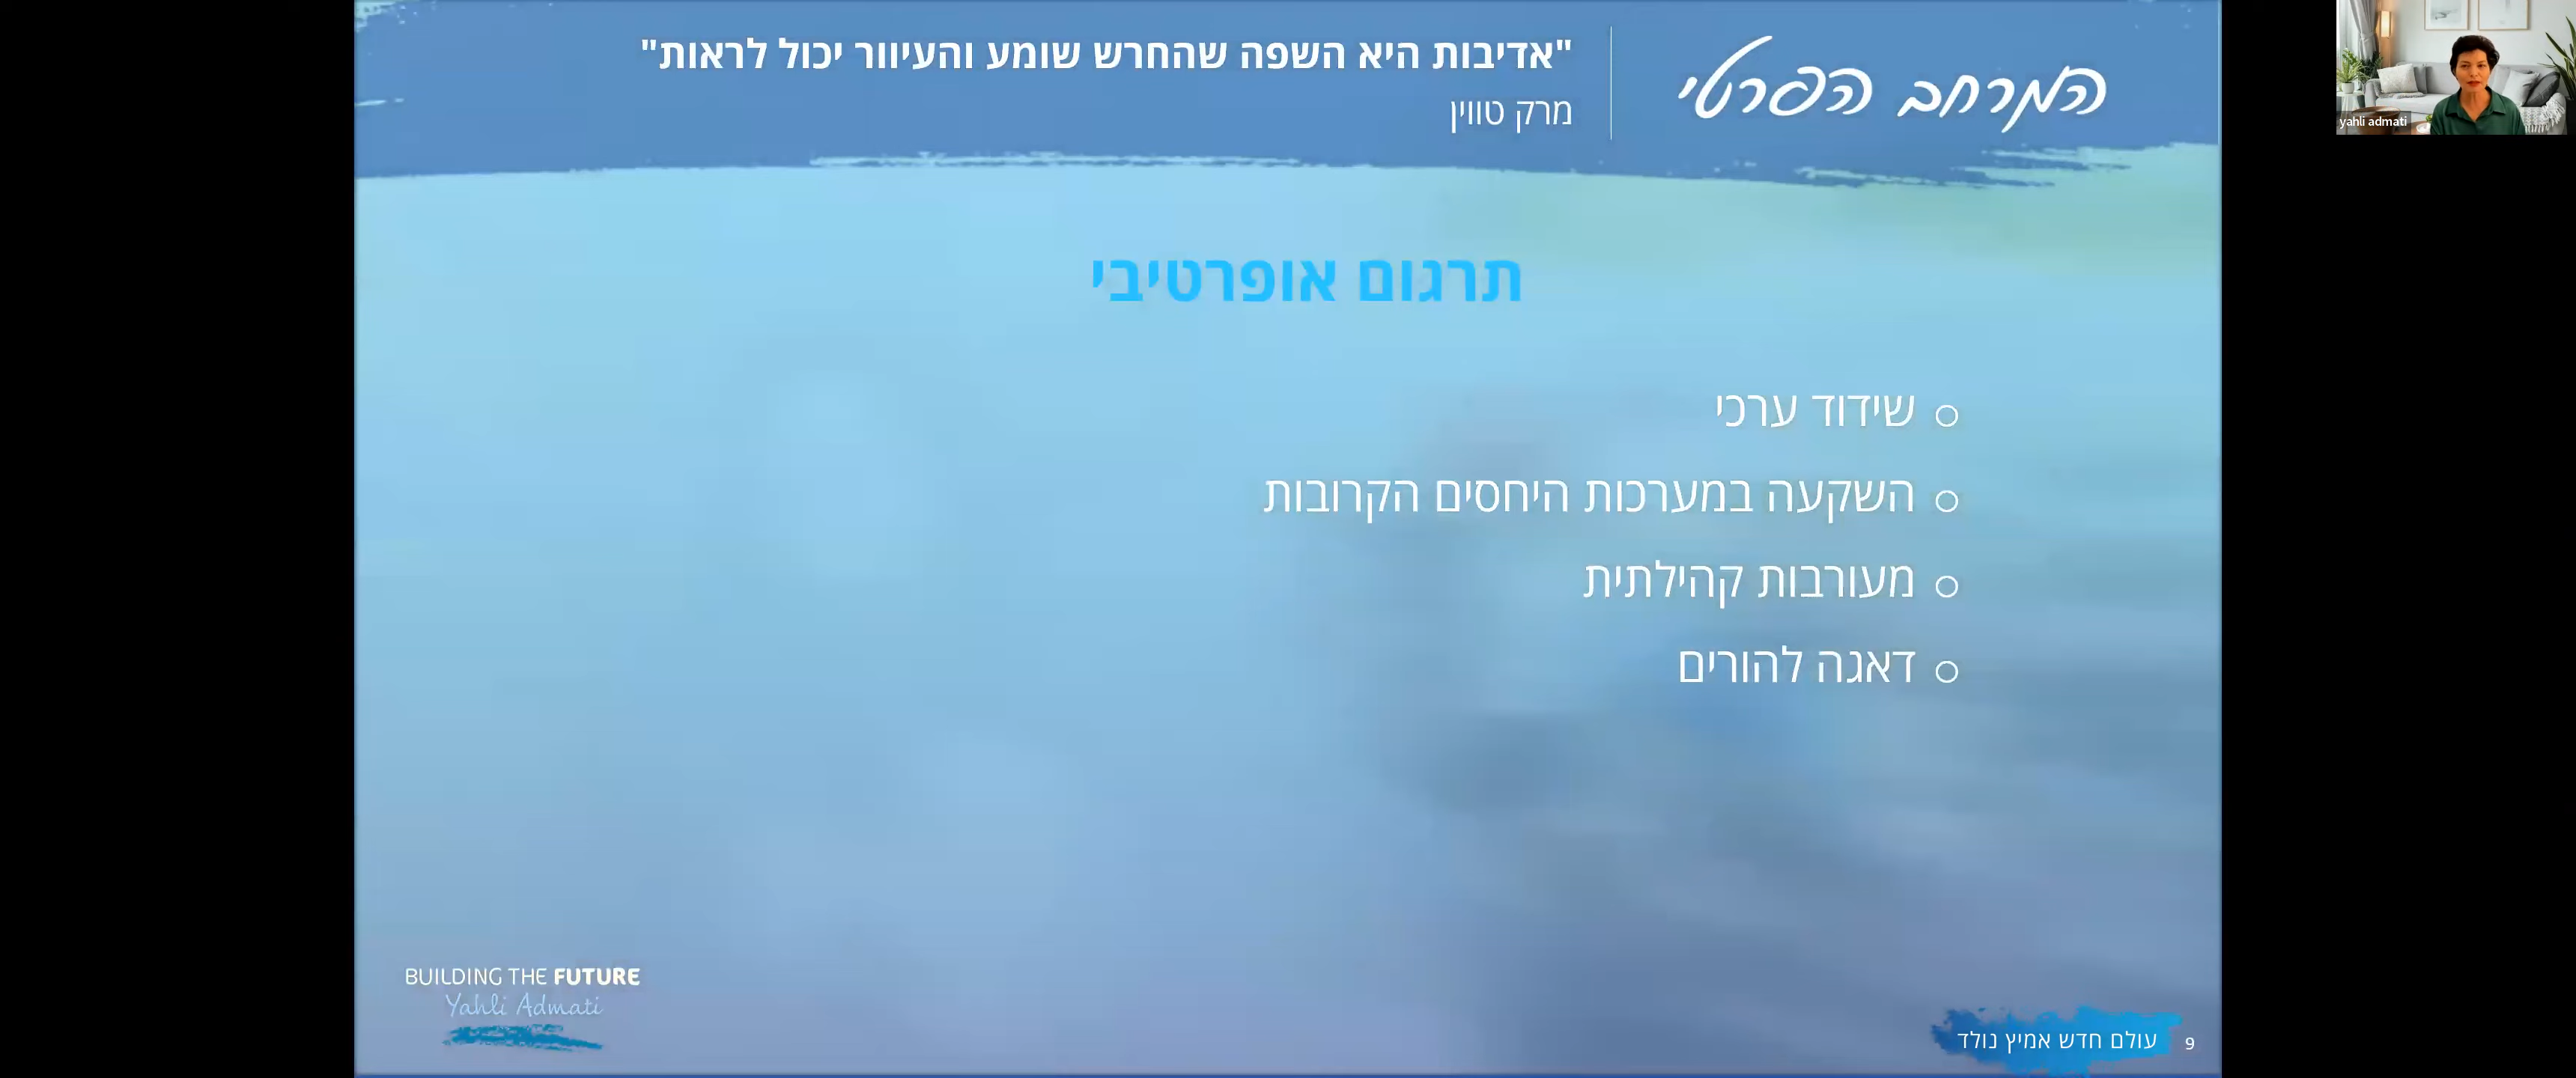 המרחב הפרטי
"אדיבות היא השפה שהחרש שומע והעיוור יכול לראות"
מרק טווין
yahli admati
תרגום אופרטיבי
○ שידוד ערכי
○ השקעה במערכות היחסים הקרובות
○ מעורבות קהילתית
○ דאגה להורים
BUILDING THE FUTURE
Yahli Admati
עולם חדש אמיץ נולד
9